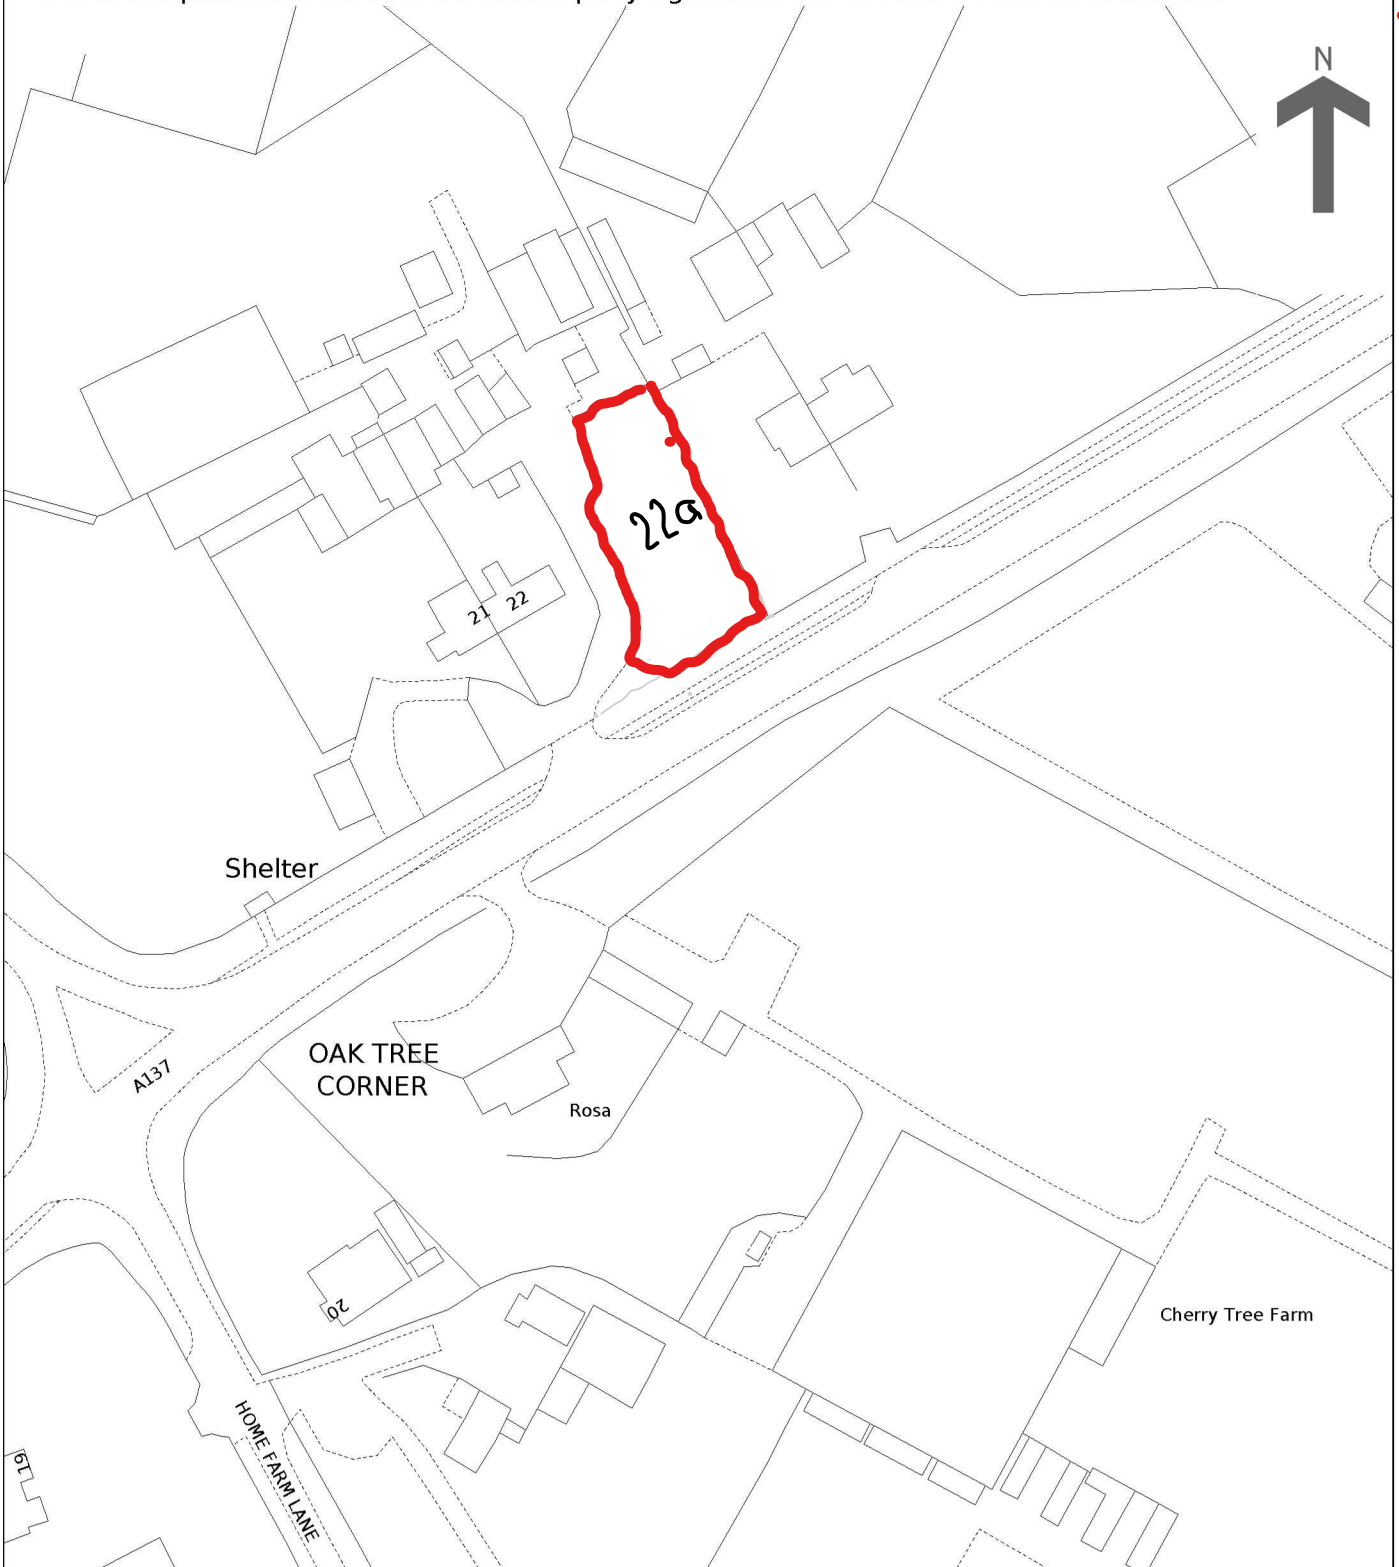 N
22a
21 22
Shelter
A137
OAK TREE
CORNER
Rosa
20
Cherry Tree Farm
HOME FARM LANE
19